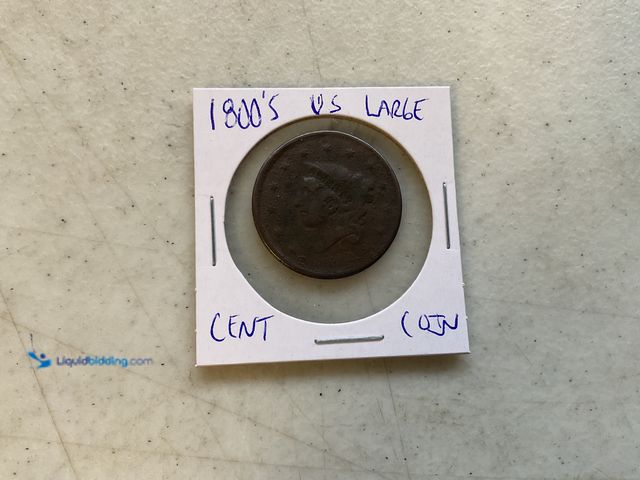 1800'S US LARGE
CENT COIN
Liquidbidding.com